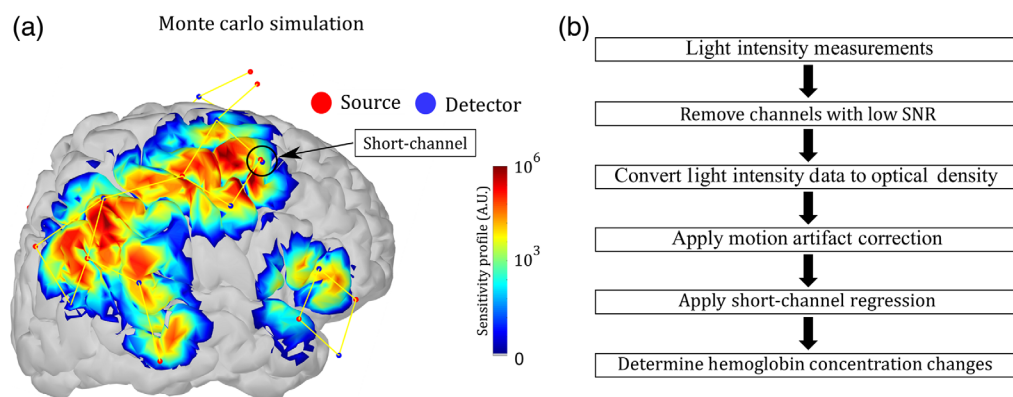 (a)
Monte carlo simulation
Source
Detector
Short-channel
Sensitivity profile (A.U.)
10^6
10^3
0
(b)
Light intensity measurements
Remove channels with low SNR
Convert light intensity data to optical density
Apply motion artifact correction
Apply short-channel regression
Determine hemoglobin concentration changes